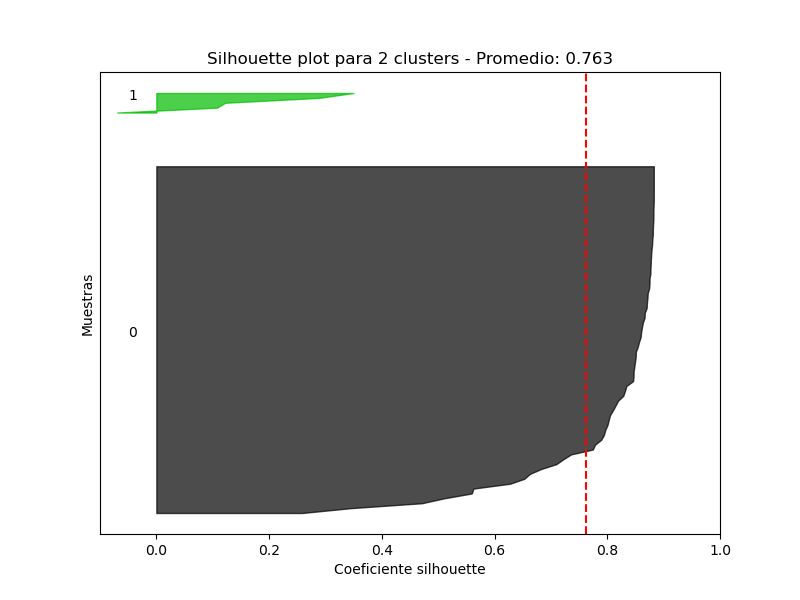 Silhouette plot para 2 clusters - Promedio: 0.763
1
0
Muestras
0.0 0.2 0.4 0.6 0.8 1.0
Coeficiente silhouette